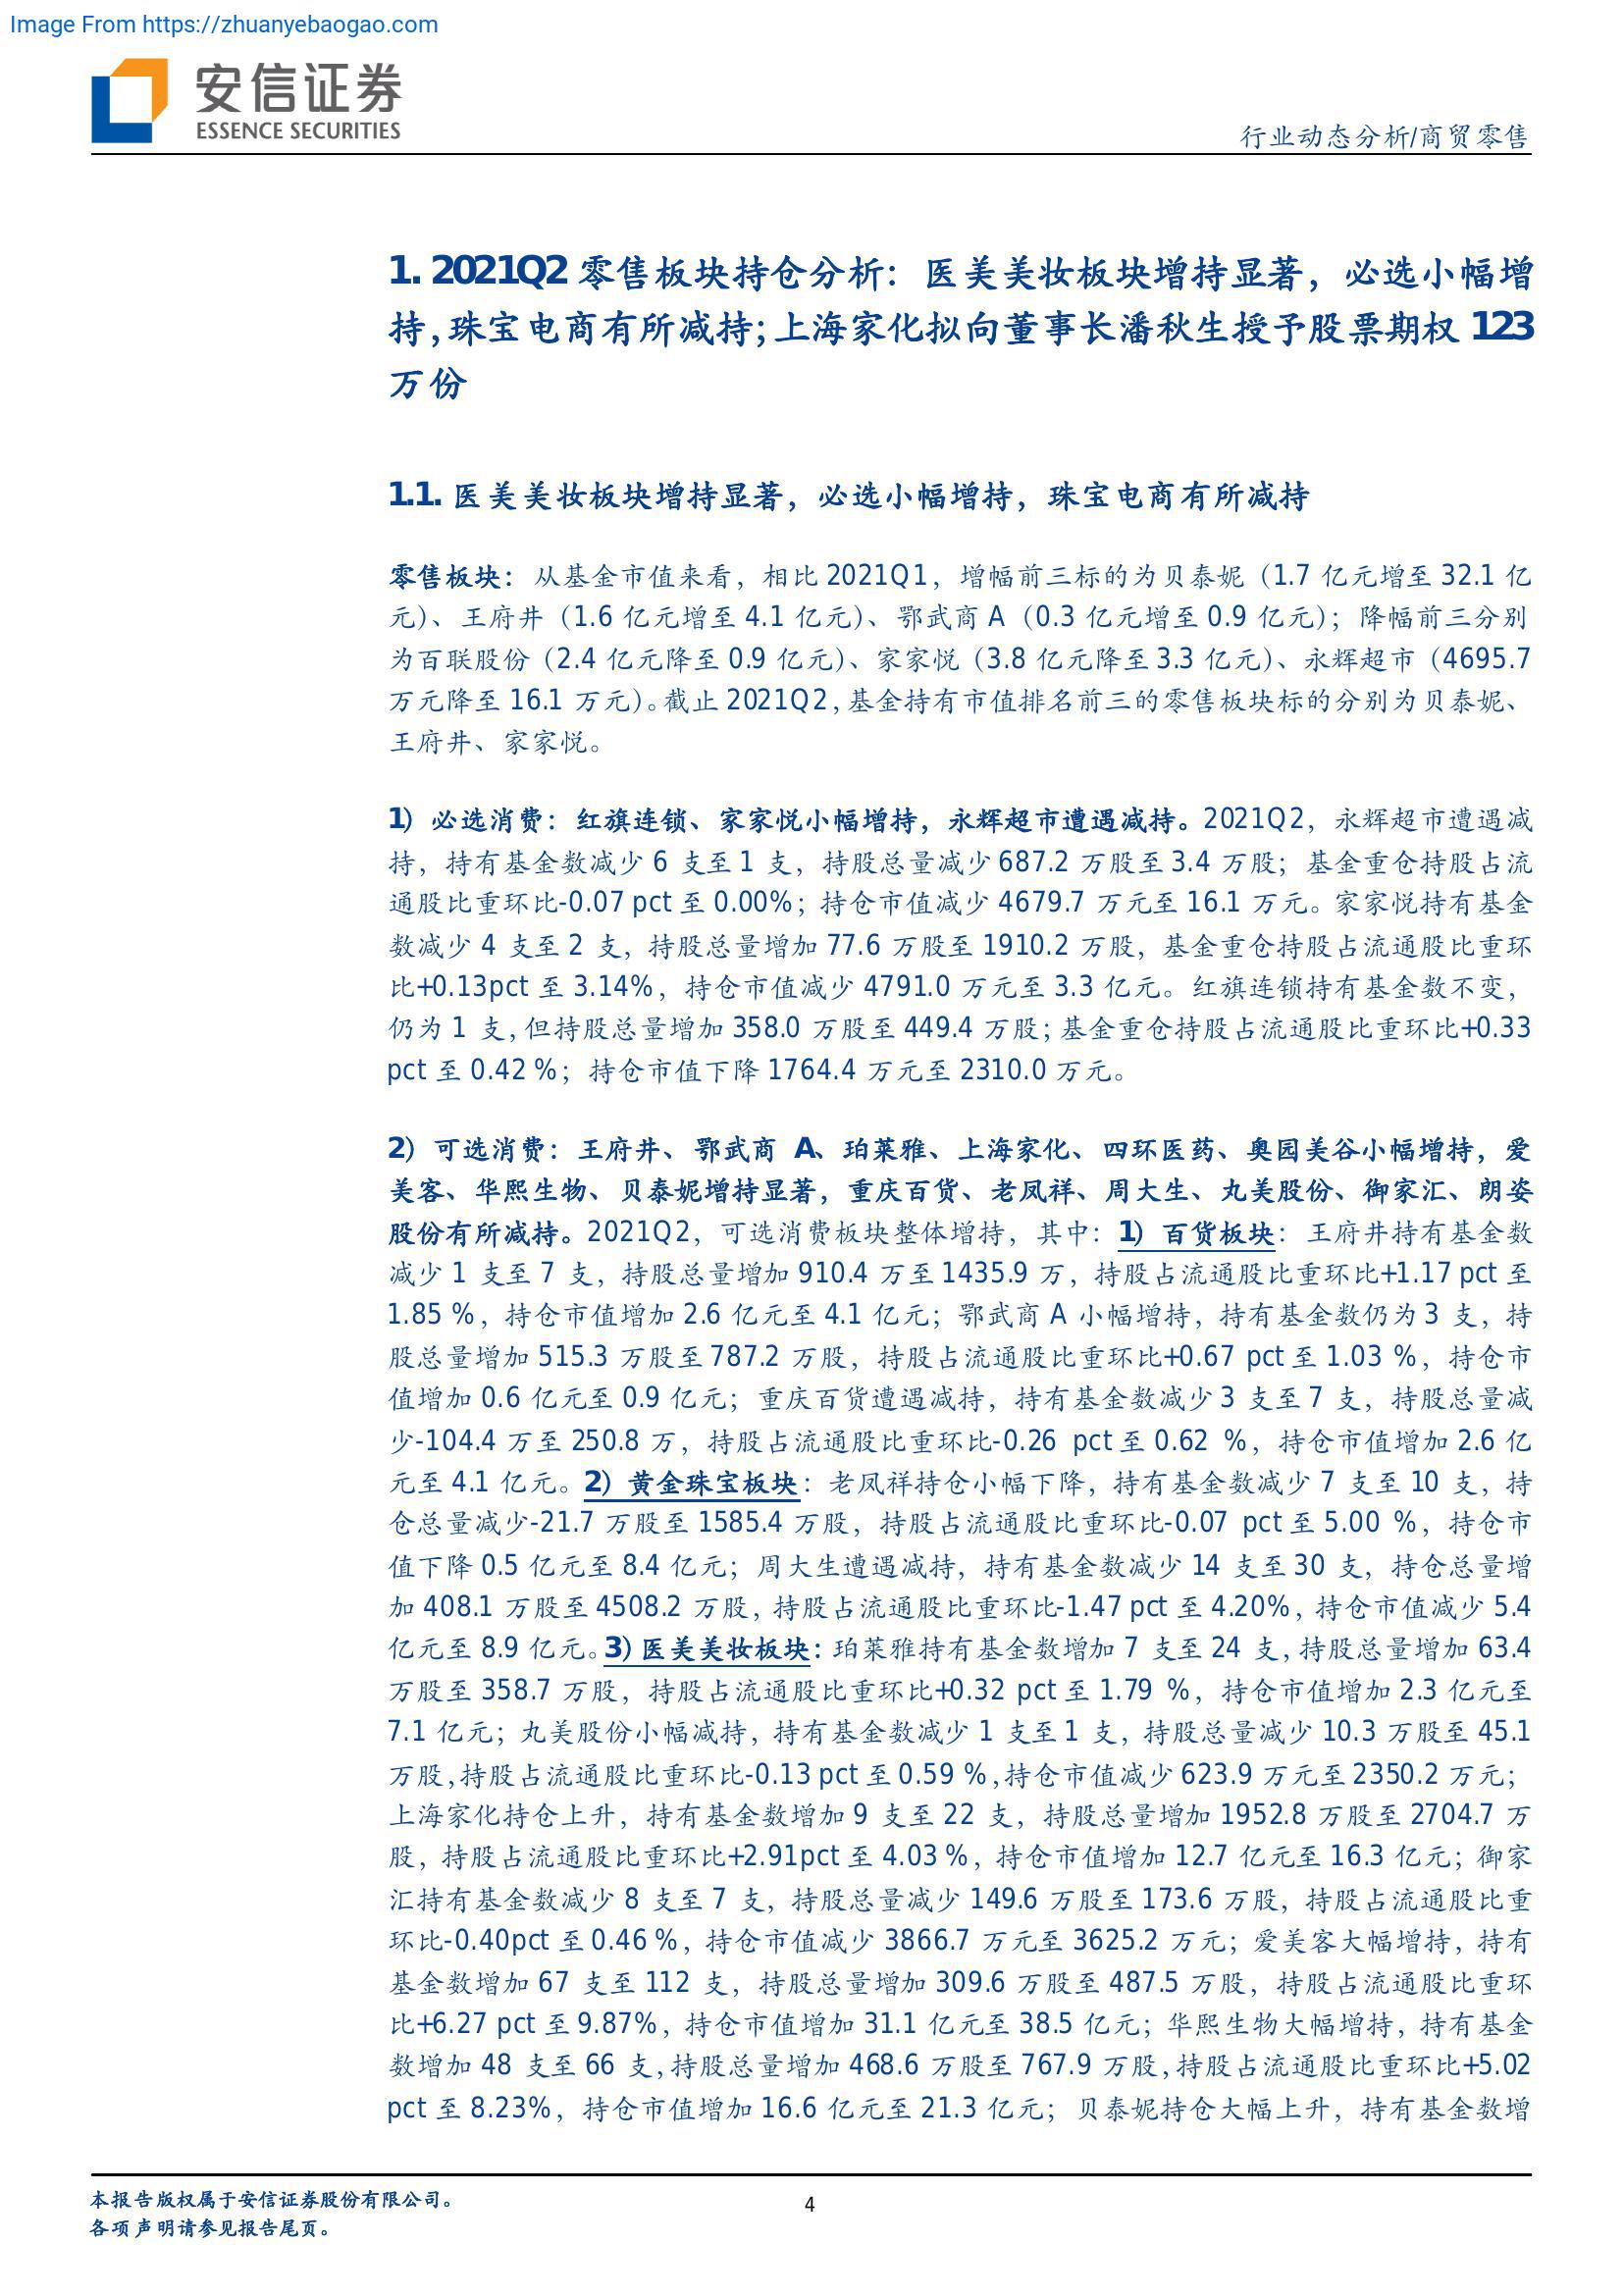 Image From https://zhuanyebaogao.com
安信证券
ESSENCE SECURITIES
行业动态分析/商贸零售
1. 2021Q2 零售板块持仓分析：医美美妆板块增持显著，必选小幅增
持，珠宝电商有所减持；上海家化拟向董事长潘秋生授予股票期权 123
万份
1.1. 医美美妆板块增持显著，必选小幅增持，珠宝电商有所减持
零售板块：从基金市值来看，相比 2021Q1，增幅前三标的为贝泰妮（1.7 亿元增至 32.1 亿
元）、王府井（1.6 亿元增至 4.1 亿元）、鄂武商 A（0.3 亿元增至 0.9 亿元）；降幅前三分别
为百联股份（2.4 亿元降至 0.9 亿元）、家家悦（3.8 亿元降至 3.3 亿元）、永辉超市（4695.7
万元降至 16.1 万元）。截止 2021Q2，基金持有市值排名前三的零售板块标的分别为贝泰妮、
王府井、家家悦。
1）必选消费：红旗连锁、家家悦小幅增持，永辉超市遭遇减持。2021Q2，永辉超市遭遇减
持，持有基金数减少 6 支至 1 支，持股总量减少 687.2 万股至 3.4 万股；基金重仓持股占流
通股比重环比-0.07 pct 至 0.00%；持仓市值减少 4679.7 万元至 16.1 万元。家家悦持有基金
数减少 4 支至 2 支，持股总量增加 77.6 万股至 1910.2 万股，基金重仓持股占流通股比重环
比+0.13pct 至 3.14%，持仓市值减少 4791.0 万元至 3.3 亿元。红旗连锁持有基金数不变，
仍为 1 支，但持股总量增加 358.0 万股至 449.4 万股；基金重仓持股占流通股比重环比+0.33
pct 至 0.42 %；持仓市值下降 1764.4 万元至 2310.0 万元。
2）可选消费：王府井、鄂武商 A、珀莱雅、上海家化、四环医药、奥园美谷小幅增持，爱
美客、华熙生物、贝泰妮增持显著，重庆百货、老凤祥、周大生、丸美股份、御家汇、朗姿
股份有所减持。2021Q2，可选消费板块整体增持，其中：1）百货板块：王府井持有基金数
减少 1 支至 7 支，持股总量增加 910.4 万至 1435.9 万，持股占流通股比重环比+1.17 pct 至
1.85 %，持仓市值增加 2.6 亿元至 4.1 亿元；鄂武商 A 小幅增持，持有基金数仍为 3 支，持
股总量增加 515.3 万股至 787.2 万股，持股占流通股比重环比+0.67 pct 至 1.03 %，持仓市
值增加 0.6 亿元至 0.9 亿元；重庆百货遭遇减持，持有基金数减少 3 支至 7 支，持股总量减
少-104.4 万至 250.8 万，持股占流通股比重环比-0.26 pct 至 0.62 %，持仓市值增加 2.6 亿
元至 4.1 亿元。2）黄金珠宝板块：老凤祥持仓小幅下降，持有基金数减少 7 支至 10 支，持
仓总量减少-21.7 万股至 1585.4 万股，持股占流通股比重环比-0.07 pct 至 5.00 %，持仓市
值下降 0.5 亿元至 8.4 亿元；周大生遭遇减持，持有基金数减少 14 支至 30 支，持仓总量增
加 408.1 万股至 4508.2 万股，持股占流通股比重环比-1.47 pct 至 4.20%，持仓市值减少 5.4
亿元至 8.9 亿元。3）医美美妆板块：珀莱雅持有基金数增加 7 支至 24 支，持股总量增加 63.4
万股至 358.7 万股，持股占流通股比重环比+0.32 pct 至 1.79 %，持仓市值增加 2.3 亿元至
7.1 亿元；丸美股份小幅减持，持有基金数减少 1 支至 1 支，持股总量减少 10.3 万股至 45.1
万股，持股占流通股比重环比-0.13 pct 至 0.59 %，持仓市值减少 623.9 万元至 2350.2 万元；
上海家化持仓上升，持有基金数增加 9 支至 22 支，持股总量增加 1952.8 万股至 2704.7 万
股，持股占流通股比重环比+2.91pct 至 4.03 %，持仓市值增加 12.7 亿元至 16.3 亿元；御家
汇持有基金数减少 8 支至 7 支，持股总量减少 149.6 万股至 173.6 万股，持股占流通股比重
环比-0.40pct 至 0.46 %，持仓市值减少 3866.7 万元至 3625.2 万元；爱美客大幅增持，持有
基金数增加 67 支至 112 支，持股总量增加 309.6 万股至 487.5 万股，持股占流通股比重环
比+6.27 pct 至 9.87%，持仓市值增加 31.1 亿元至 38.5 亿元；华熙生物大幅增持，持有基金
数增加 48 支至 66 支，持股总量增加 468.6 万股至 767.9 万股，持股占流通股比重环比+5.02
pct 至 8.23%，持仓市值增加 16.6 亿元至 21.3 亿元；贝泰妮持仓大幅上升，持有基金数增
本报告版权属于安信证券股份有限公司。
各项声明请参见报告尾页。
4